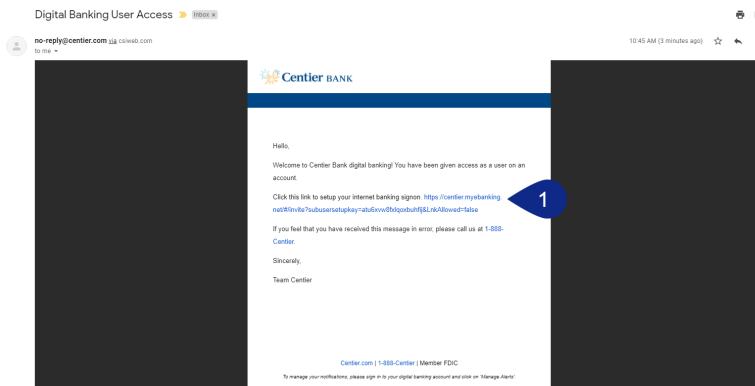 Digital Banking User Access
Inbox x
no-reply@centier.com via csiweb.com
10:45 AM (3 minutes ago)
to me
Centier BANK
Hello,
Welcome to Centier Bank digital banking! You have been given access as a user on an
account.
Click this link to setup your internet banking signon. https://centier.myebanking.
1
net/#/invite?subusersetupkey=
&LnkAllowed=false
If you feel that you have received this message in error, please call us at 1-888-
Centier.
Sincerely,
Team Centier
Centier.com | 1-888-Centier | Member FDIC
To manage your notifications, please sign in to your digital banking account and click on 'Manage Alerts'.